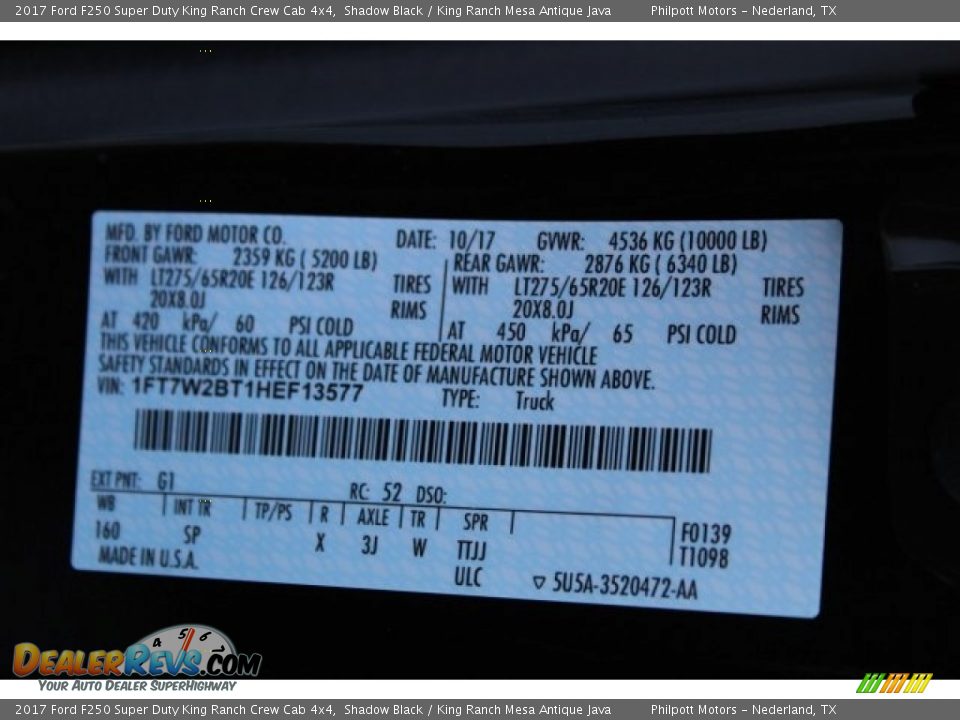 2017 Ford F250 Super Duty King Ranch Crew Cab 4x4, Shadow Black / King Ranch Mesa Antique Java Philpott Motors - Nederland, TX
MFD. BY FORD MOTOR CO. DATE: 10/17 GVWR: 4536 KG (10000 LB)
FRONT GAWR: 2359 KG ( 5200 LB) REAR GAWR: 2876 KG ( 6340 LB)
WITH LT275/65R20E 126/123R TIRES WITH LT275/65R20E 126/123R TIRES
20X8.0J RIMS 20X8.0J RIMS
AT 420 kPa/ 60 PSI COLD AT 450 kPa/ 65 PSI COLD
THIS VEHICLE CONFORMS TO ALL APPLICABLE FEDERAL MOTOR VEHICLE
SAFETY STANDARDS IN EFFECT ON THE DATE OF MANUFACTURE SHOWN ABOVE.
VIN: 1FT7W2BT1HEF13577 TYPE: Truck
EXT PNT: G1 RC: 52 DSO:
WB INT TR TP/PS R AXLE TR SPR F0139
160 SP X 3J W TTJJ T1098
MADE IN U.S.A. ULC ▽ 5U5A-3520472-AA
4 5 6
DEALERREVS.COM
YOUR AUTO DEALER SUPERHIGHWAY
2017 Ford F250 Super Duty King Ranch Crew Cab 4x4, Shadow Black / King Ranch Mesa Antique Java Philpott Motors - Nederland, TX